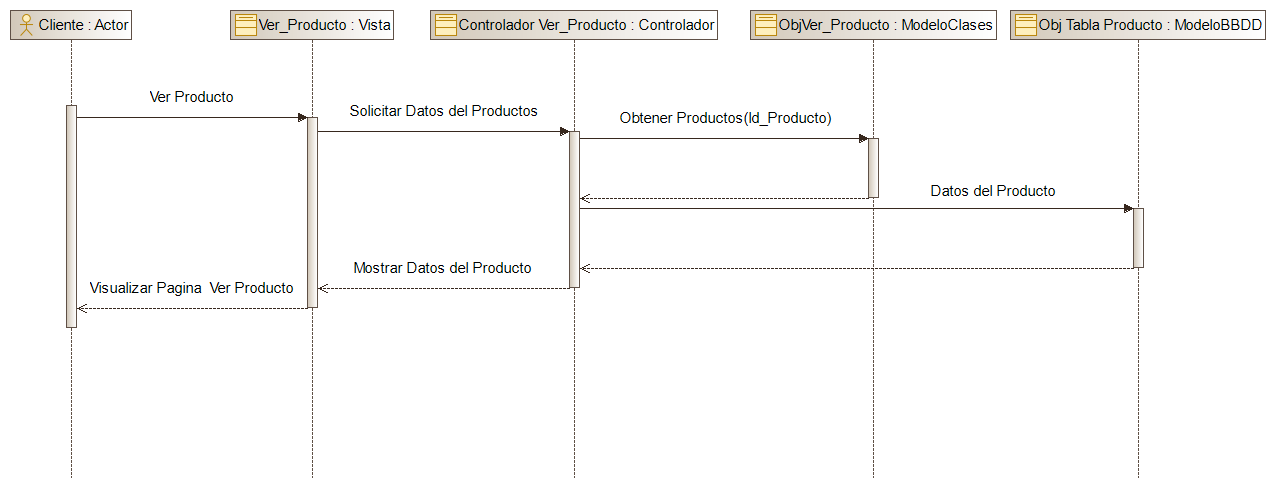 Cliente : Actor
Ver_Producto : Vista
Controlador Ver_Producto : Controlador
ObjVer_Producto : ModeloClases
Obj Tabla Producto : ModeloBBDD
Ver Producto
Solicitar Datos del Productos
Obtener Productos(Id_Producto)
Datos del Producto
Mostrar Datos del Producto
Visualizar Pagina  Ver Producto